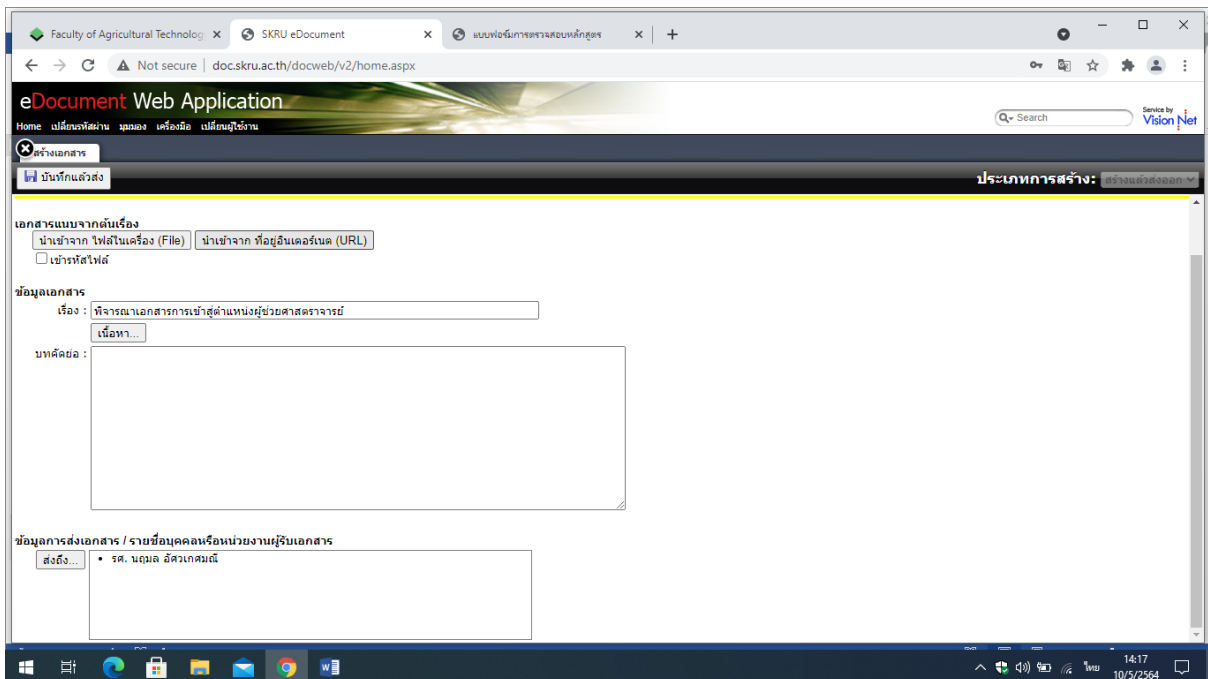 Faculty of Agricultural Technolog
SKRU eDocument
แบบฟอร์มการตรวจสอบหลักสูตร
Not secure | doc.skru.ac.th/docweb/v2/home.aspx
eDocument Web Application
Home เปลี่ยนรหัสผ่าน มุมมอง เครื่องมือ เปลี่ยนผู้ใช้งาน
Search
Service by
Vision Net
สร้างเอกสาร
บันทึกแล้วส่ง
ประเภทการสร้าง: สร้างแล้วส่งออก
เอกสารแนบจากต้นเรื่อง
นำเข้าจาก ไฟล์ในเครื่อง (File) นำเข้าจาก ที่อยู่อินเตอร์เนต (URL)
เข้ารหัสไฟล์
ข้อมูลเอกสาร
เรื่อง : พิจารณาเอกสารการเข้าสู่ตำแหน่งผู้ช่วยศาสตราจารย์
เนื้อหา...
บทคัดย่อ :
ข้อมูลการส่งเอกสาร / รายชื่อบุคคลหรือหน่วยงานผู้รับเอกสาร
ส่งถึง... • รศ. นฤมล อัศวเกศมณี
ไทย
14:17
10/5/2564